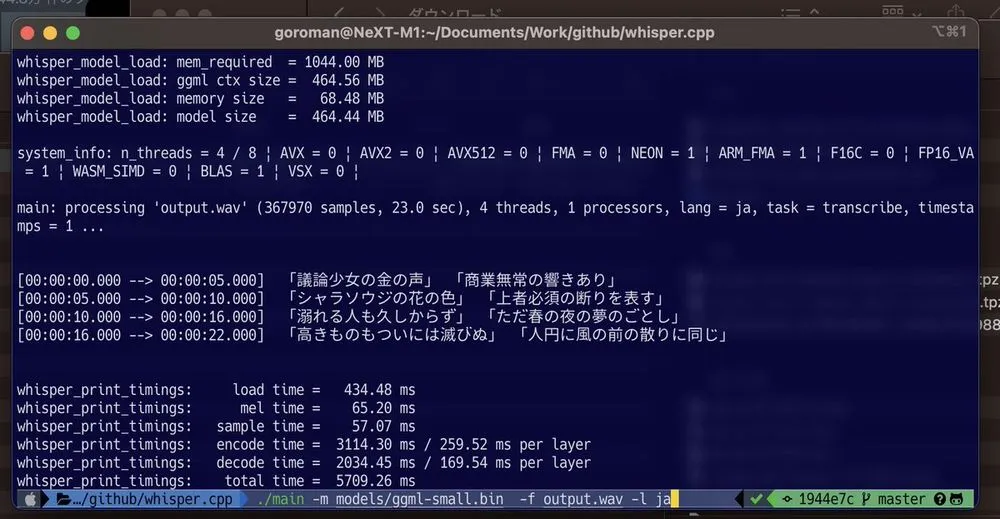 ダウンロード
goroman@NeXT-M1:~/Documents/Work/github/whisper.cpp
⌥⌘1
whisper_model_load: mem_required  = 1044.00 MB
whisper_model_load: ggml ctx size =  464.56 MB
whisper_model_load: memory size   =   68.48 MB
whisper_model_load: model size    =  464.44 MB
system_info: n_threads = 4 / 8 ¦ AVX = 0 ¦ AVX2 = 0 ¦ AVX512 = 0 ¦ FMA = 0 ¦ NEON = 1 ¦ ARM_FMA = 1 ¦ F16C = 0 ¦ FP16_VA
= 1 ¦ WASM_SIMD = 0 ¦ BLAS = 1 ¦ VSX = 0 ¦
main: processing 'output.wav' (367970 samples, 23.0 sec), 4 threads, 1 processors, lang = ja, task = transcribe, timesta
mps = 1 ...
[00:00:00.000 --> 00:00:05.000]  「議論少女の金の声」 「商業無常の響きあり」
[00:00:05.000 --> 00:00:10.000]  「シャラソウジの花の色」 「上者必須の断りを表す」
[00:00:10.000 --> 00:00:16.000]  「溺れる人も久しからず」 「ただ春の夜の夢のごとし」
[00:00:16.000 --> 00:00:22.000]  「高きものもついには滅びぬ」 「人円に風の前の散りに同じ」
whisper_print_timings:     load time =   434.48 ms
whisper_print_timings:      mel time =    65.20 ms
whisper_print_timings:   sample time =    57.07 ms
whisper_print_timings:   encode time =  3114.30 ms / 259.52 ms per layer
whisper_print_timings:   decode time =  2034.45 ms / 169.54 ms per layer
whisper_print_timings:    total time =  5709.26 ms
…/github/whisper.cpp ./main -m models/ggml-small.bin  -f output.wav -l ja ✔ 1944e7c master